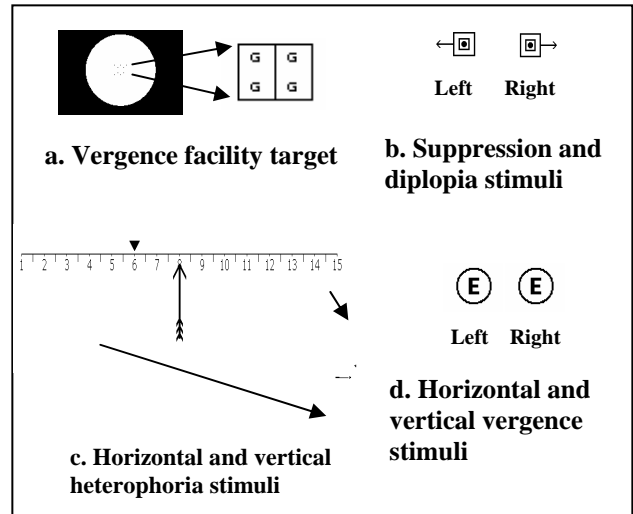 G G
G G
a. Vergence facility target
Left Right
b. Suppression and
diplopia stimuli
1 2 3 4 5 6 7 8 9 10 11 12 13 14 15
c. Horizontal and vertical
heterophoria stimuli
E E
Left Right
d. Horizontal and
vertical vergence
stimuli